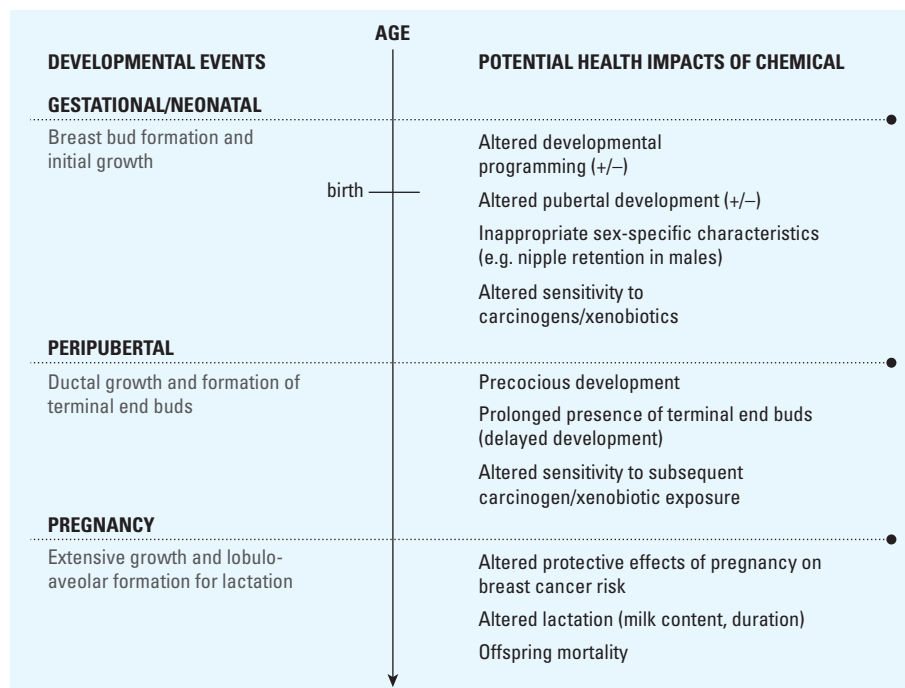 AGE
DEVELOPMENTAL EVENTS
POTENTIAL HEALTH IMPACTS OF CHEMICAL
GESTATIONAL/NEONATAL
Breast bud formation and
initial growth
birth
Altered developmental
programming (+/–)
Altered pubertal development (+/–)
Inappropriate sex-specific characteristics
(e.g. nipple retention in males)
Altered sensitivity to
carcinogens/xenobiotics
PERIPUBERTAL
Ductal growth and formation of
terminal end buds
Precocious development
Prolonged presence of terminal end buds
(delayed development)
Altered sensitivity to subsequent
carcinogen/xenobiotic exposure
PREGNANCY
Extensive growth and lobulo-
aveolar formation for lactation
Altered protective effects of pregnancy on
breast cancer risk
Altered lactation (milk content, duration)
Offspring mortality